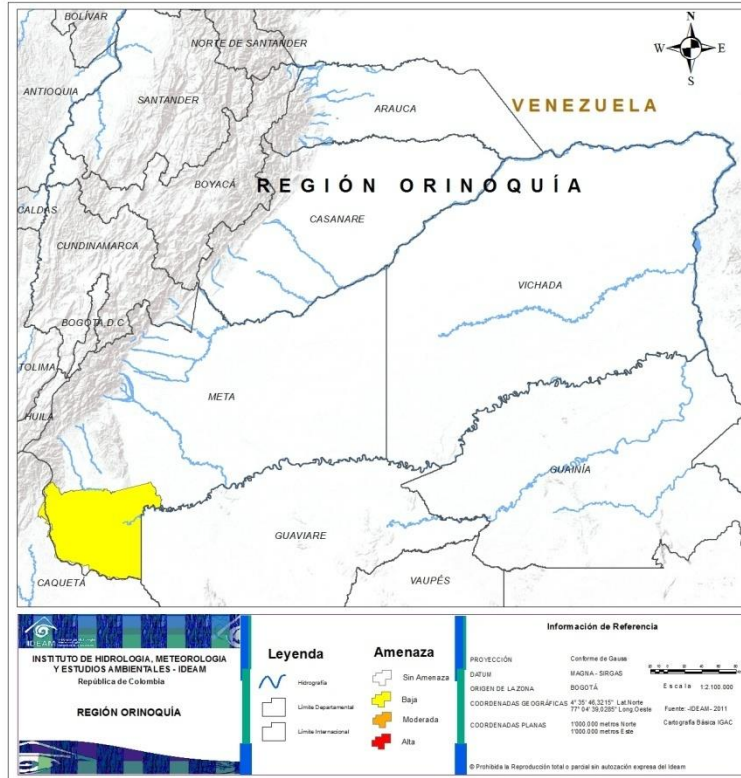 BOLÍVAR
NORTE DE SANTANDER
N
W E
S
ANTIOQUIA
SANTANDER
ARAUCA
VENEZUELA
BOYACÁ
REGIÓN ORINOQUÍA
CALDAS
CASANARE
CUNDINAMARCA
VICHADA
BOGOTÁ, D.C
TOLIMA
META
HUILA
GUAINÍA
GUAVIARE
CAQUETÁ
VAUPÉS
IDEAM
INSTITUTO DE HIDROLOGIA, METEOROLOGIA
Y ESTUDIOS AMBIENTALES - IDEAM
República de Colombia
REGIÓN ORINOQUÍA
Leyenda
Hidrografía
Límite Departamental
Límite Internacional
Amenaza
Sin Amenaza
Baja
Moderada
Alta
Información de Referencia
PROYECCIÓN Conforme de Gauss
DATUM MAGNA - SIRGAS
ORIGEN DE LA ZONA BOGOTÁ
COORDENADAS GEOGRÁFICAS 4° 35' 46,3215" Lat.Norte
77° 04' 39,0285" Long.Oeste
COORDENADAS PLANAS 1'000.000 metros Norte
1'000.000 metros Este
Escala 1:2.100.000
Fuente: -IDEAM- 2011
Cartografía Básica IGAC
© Prohibida la Reproducción total o parcial sin autozación expresa del Ideam